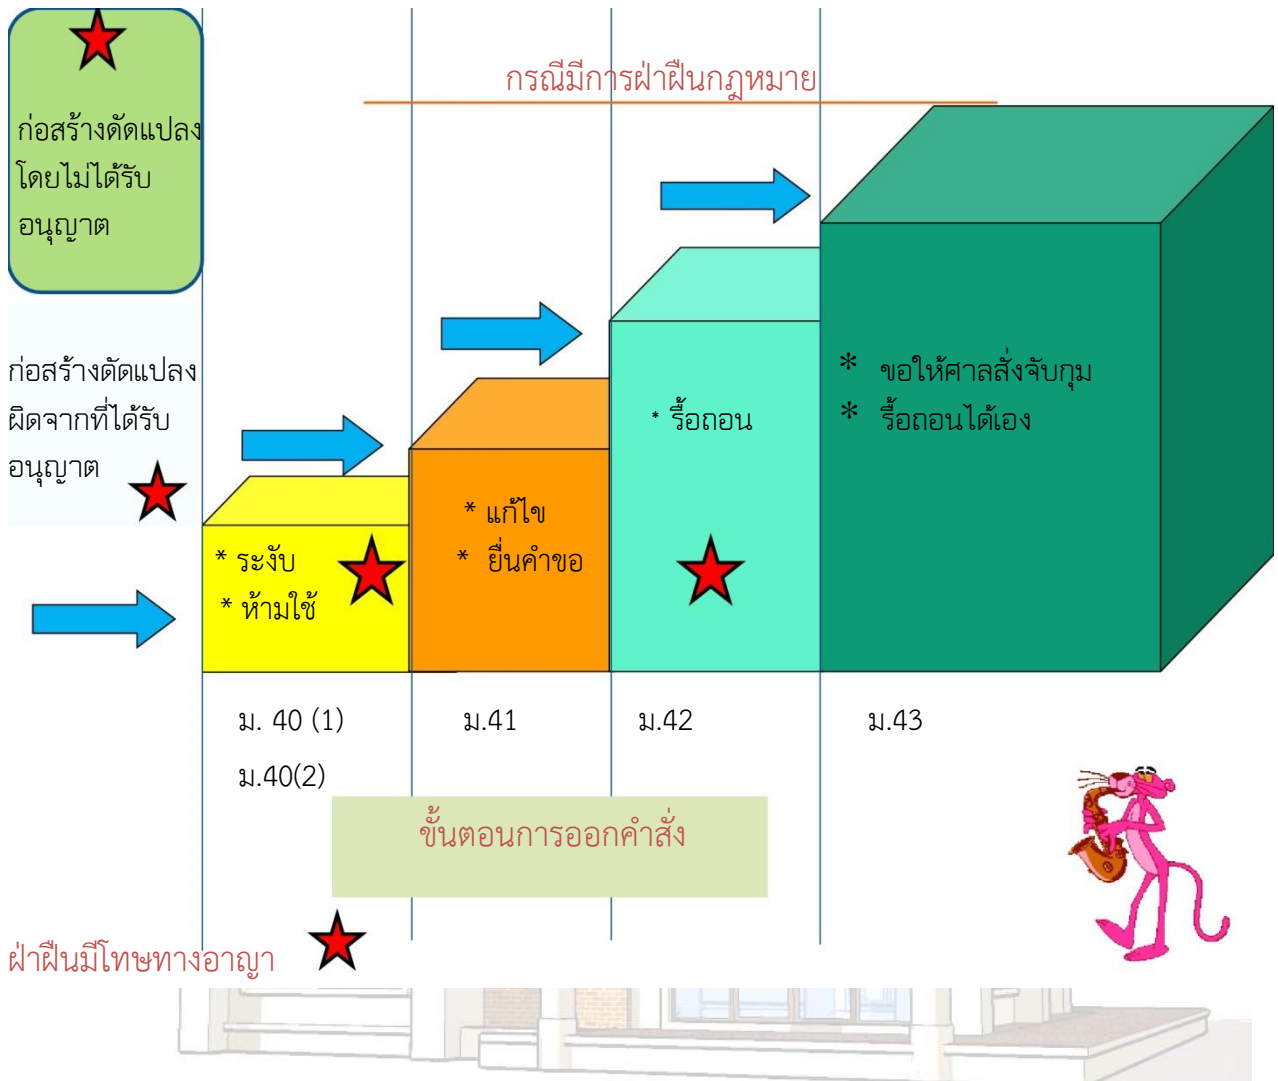 กรณีมีการฝ่าฝืนกฎหมาย
ก่อสร้างดัดแปลง
โดยไม่ได้รับ
อนุญาต
ก่อสร้างดัดแปลง
ผิดจากที่ได้รับ
อนุญาต
* ระงับ
* ห้ามใช้
* แก้ไข
* ยื่นคำขอ
* รื้อถอน
* ขอให้ศาลสั่งจับกุม
* รื้อถอนได้เอง
ม. 40 (1)
ม.40(2)
ม.41
ม.42
ม.43
ขั้นตอนการออกคำสั่ง
ฝ่าฝืนมีโทษทางอาญา